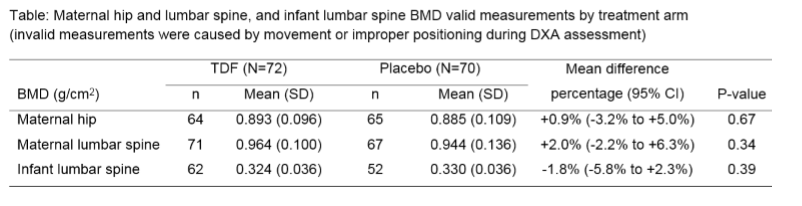 Table: Maternal hip and lumbar spine, and infant lumbar spine BMD valid measurements by treatment arm
(invalid measurements were caused by movement or improper positioning during DXA assessment)
TDF (N=72) Placebo (N=70) Mean difference
BMD (g/cm²) n Mean (SD) n Mean (SD) percentage (95% CI) P-value
Maternal hip 64 0.893 (0.096) 65 0.885 (0.109) +0.9% (-3.2% to +5.0%) 0.67
Maternal lumbar spine 71 0.964 (0.100) 67 0.944 (0.136) +2.0% (-2.2% to +6.3%) 0.34
Infant lumbar spine 62 0.324 (0.036) 52 0.330 (0.036) -1.8% (-5.8% to +2.3%) 0.39